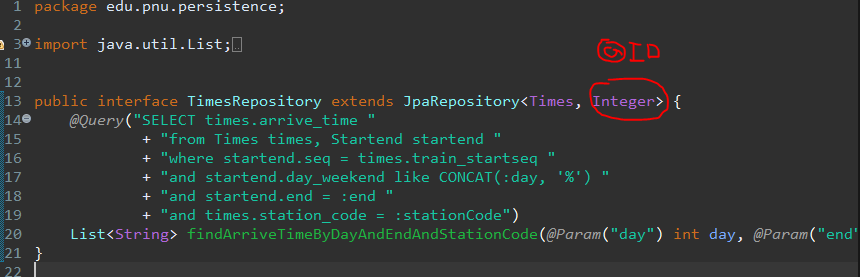 1 package edu.pnu.persistence;
2
3 import java.util.List;
11
12
@ID
13 public interface TimesRepository extends JpaRepository<Times, Integer> {
14 @Query("SELECT times.arrive_time "
15 + "from Times times, Startend startend "
16 + "where startend.seq = times.train_startseq "
17 + "and startend.day_weekend like CONCAT(:day, '%') "
18 + "and startend.end = :end "
19 + "and times.station_code = :stationCode")
20 List<String> findArriveTimeByDayAndEndAndStationCode(@Param("day") int day, @Param("end"
21 }
22